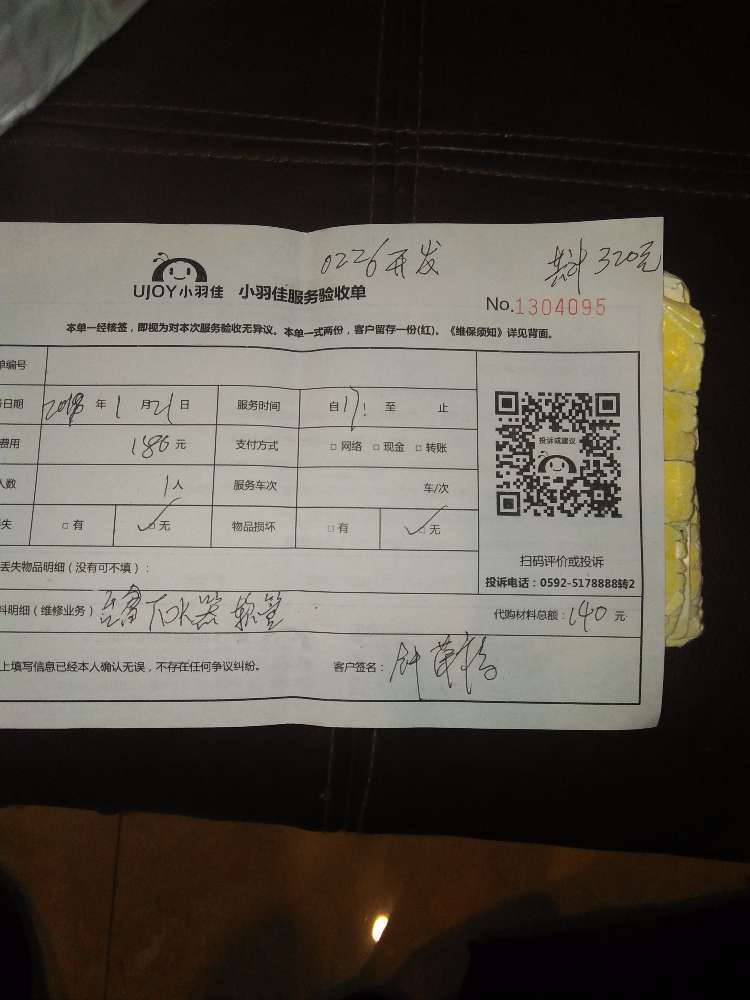 0226开发 共计320元
UJOY小羽佳 小羽佳服务验收单
No.1304095
本单一经核签，即视为对本次服务验收无异议。本单一式两份，客户留存一份(红)。《维保须知》详见背面。
单编号
日期 2018 年 1 月 21 日 服务时间 自 至 止
费用 180 元 支付方式 □ 网络 □ 现金 □ 转账
人数 1 人 服务车次 车/次
失 □ 有 □ 无 物品损坏 □ 有 □ 无
投诉或建议
扫码评价或投诉
投诉电话：0592-5178888转2
丢失物品明细（没有可不填）：
料明细（维修业务） 下水器 软管 代购材料总额：140 元
上填写信息已经本人确认无误，不存在任何争议纠纷。 客户签名：